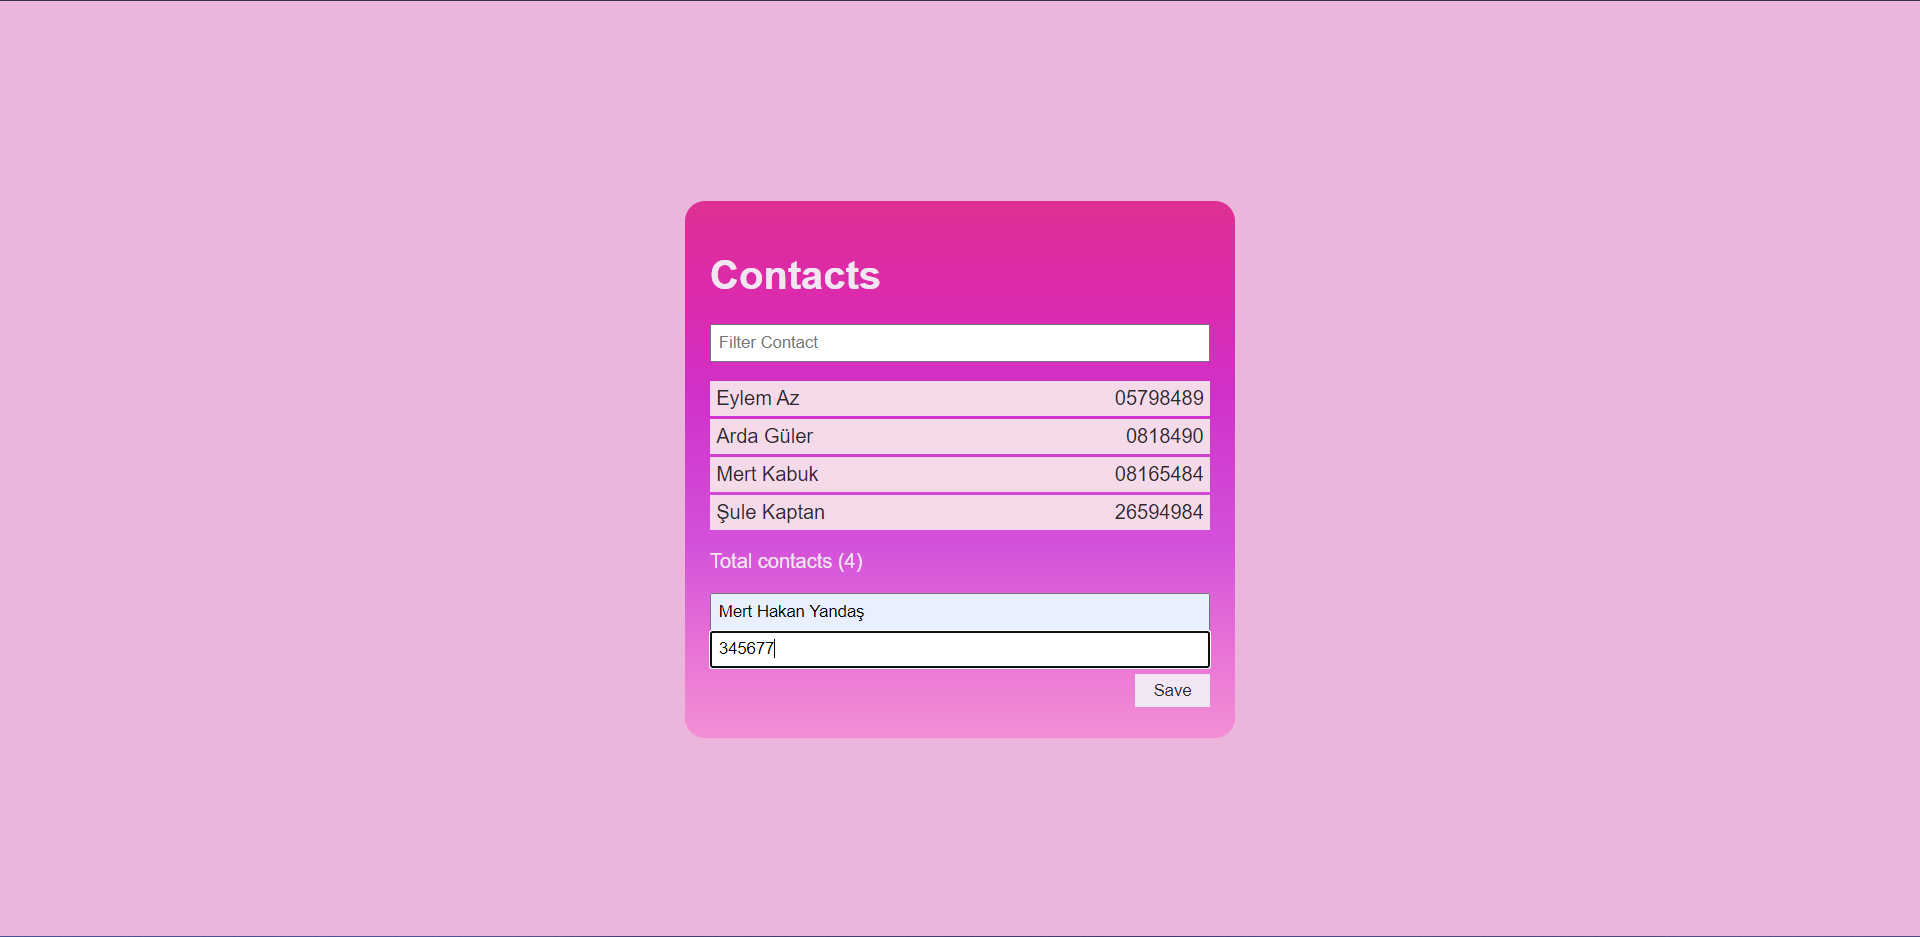 Contacts
Filter Contact
Eylem Az 05798489
Arda Güler 0818490
Mert Kabuk 08165484
Şule Kaptan 26594984
Total contacts (4)
Mert Hakan Yandaş
345677
Save